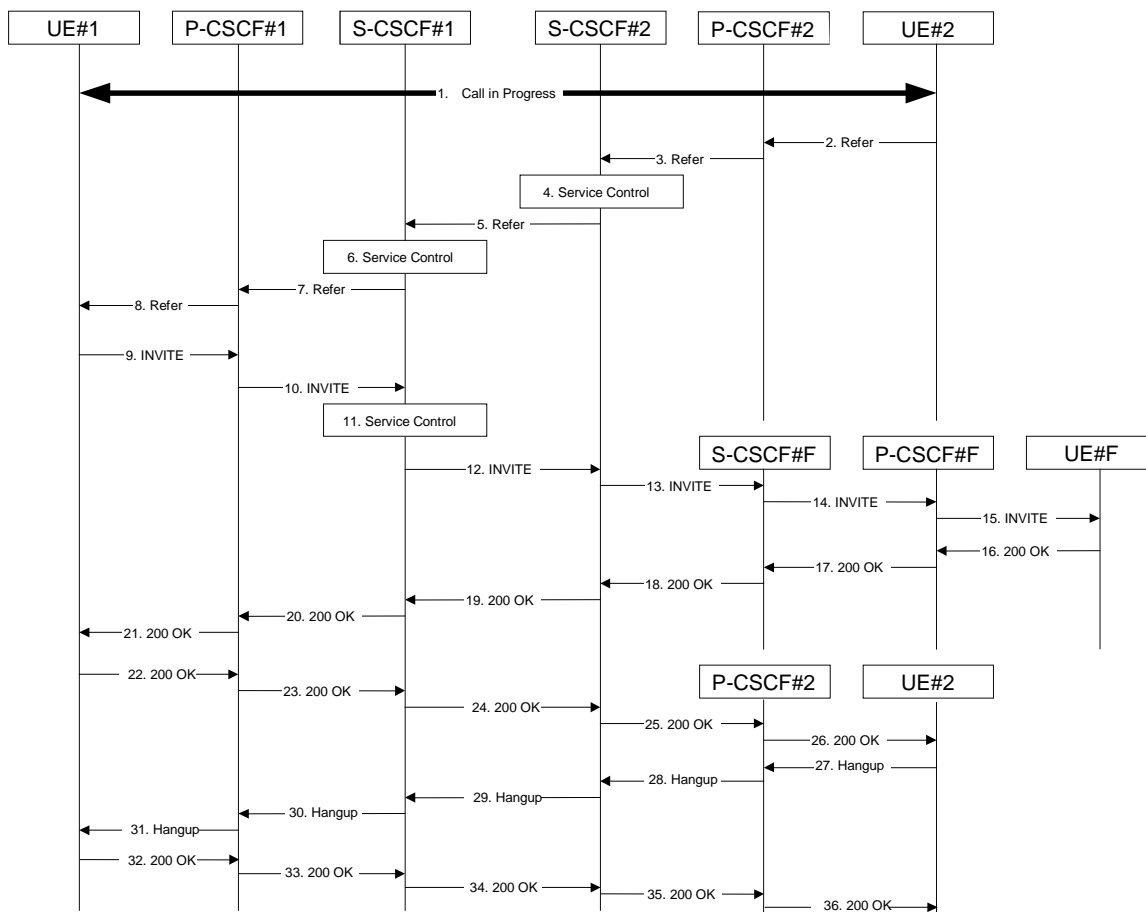 UE#1
P-CSCF#1
S-CSCF#1
S-CSCF#2
P-CSCF#2
UE#2
1. Call in Progress
2. Refer
3. Refer
4. Service Control
5. Refer
6. Service Control
7. Refer
8. Refer
9. INVITE
10. INVITE
11. Service Control
S-CSCF#F
P-CSCF#F
UE#F
12. INVITE
13. INVITE
14. INVITE
15. INVITE
16. 200 OK
17. 200 OK
18. 200 OK
19. 200 OK
20. 200 OK
21. 200 OK
22. 200 OK
P-CSCF#2
UE#2
23. 200 OK
24. 200 OK
25. 200 OK
26. 200 OK
27. Hangup
28. Hangup
29. Hangup
30. Hangup
31. Hangup
32. 200 OK
33. 200 OK
34. 200 OK
35. 200 OK
36. 200 OK